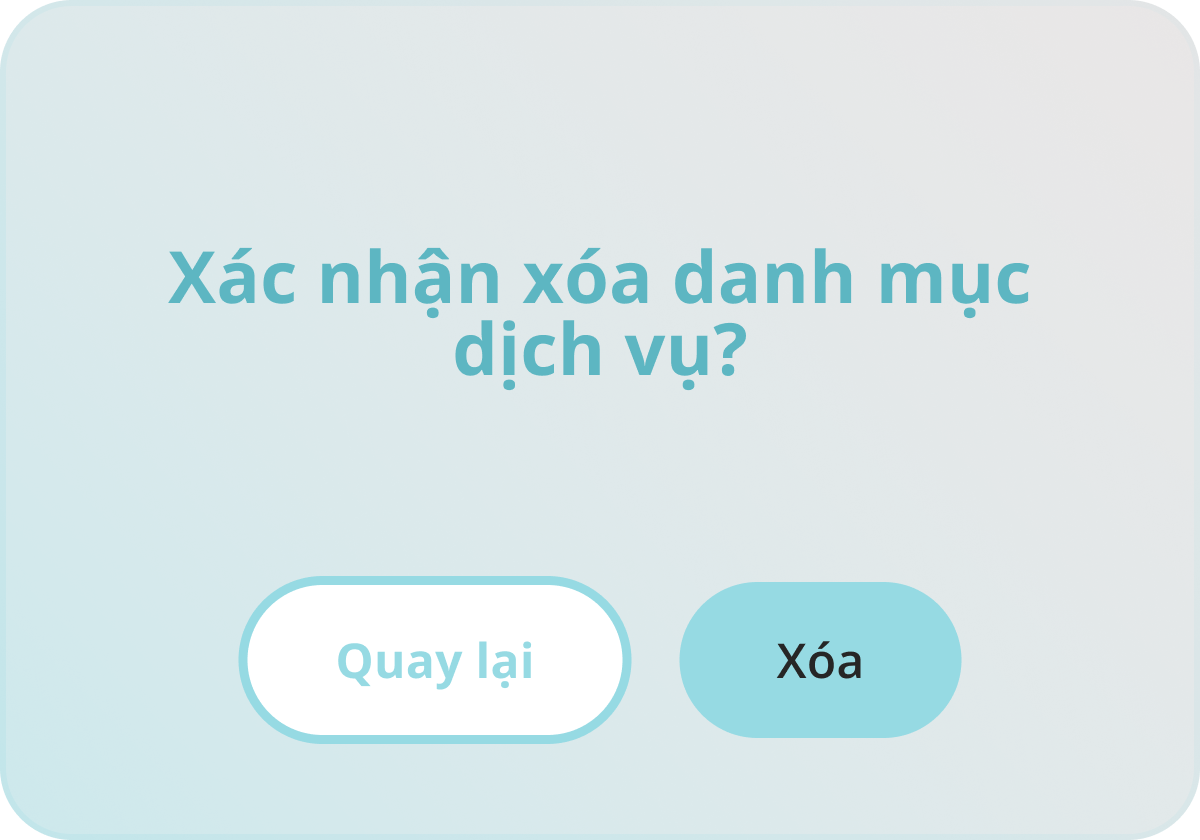 Xác nhận xóa danh mục
dịch vụ?
Quay lại
Xóa